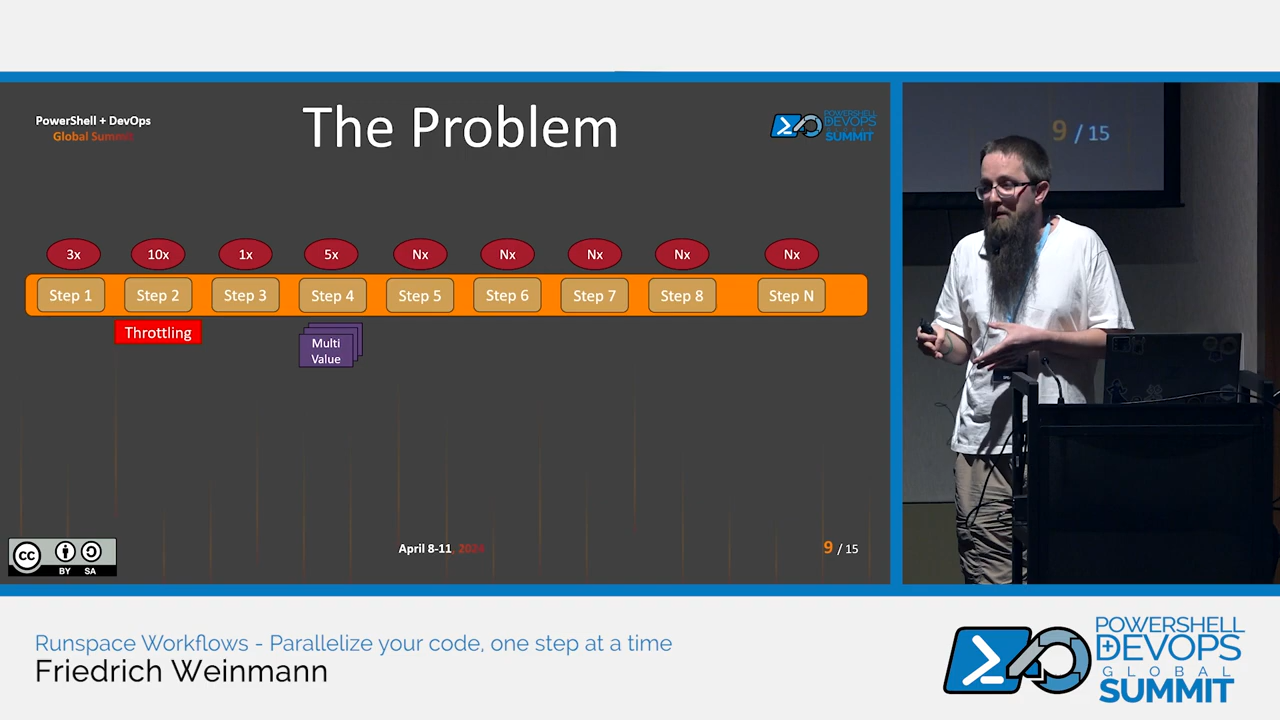 PowerShell + DevOps
Global Summit
The Problem
POWERSHELL
DEVOPS
GLOBAL
SUMMIT
3x
10x
1x
5x
Nx
Nx
Nx
Nx
Nx
Step 1
Step 2
Step 3
Step 4
Step 5
Step 6
Step 7
Step 8
Step N
Throttling
Multi
Value
CC
BY SA
April 8-11, 2024
9 / 15
9 / 15
Runspace Workflows - Parallelize your code, one step at a time
Friedrich Weinmann
POWERSHELL
DEVOPS
GLOBAL
SUMMIT